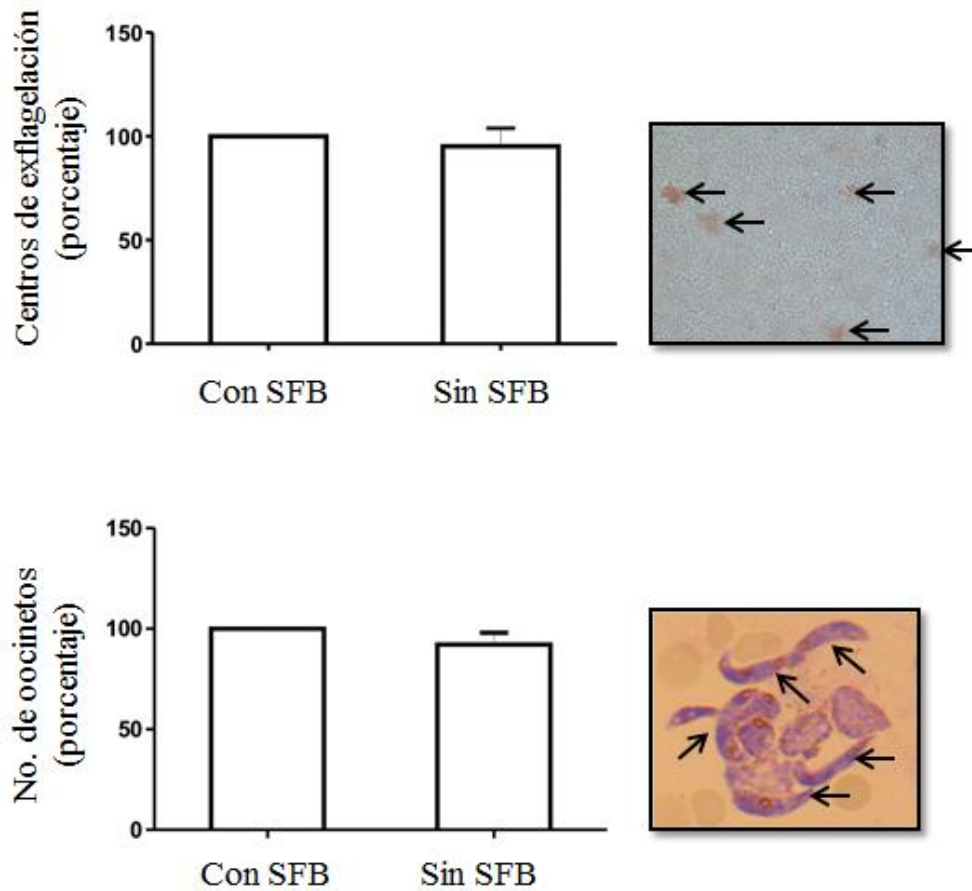 Centros de exflagelación
(porcentaje)
150
100
50
0
Con SFB
Sin SFB
No. de oocinetos
(porcentaje)
150
100
50
0
Con SFB
Sin SFB